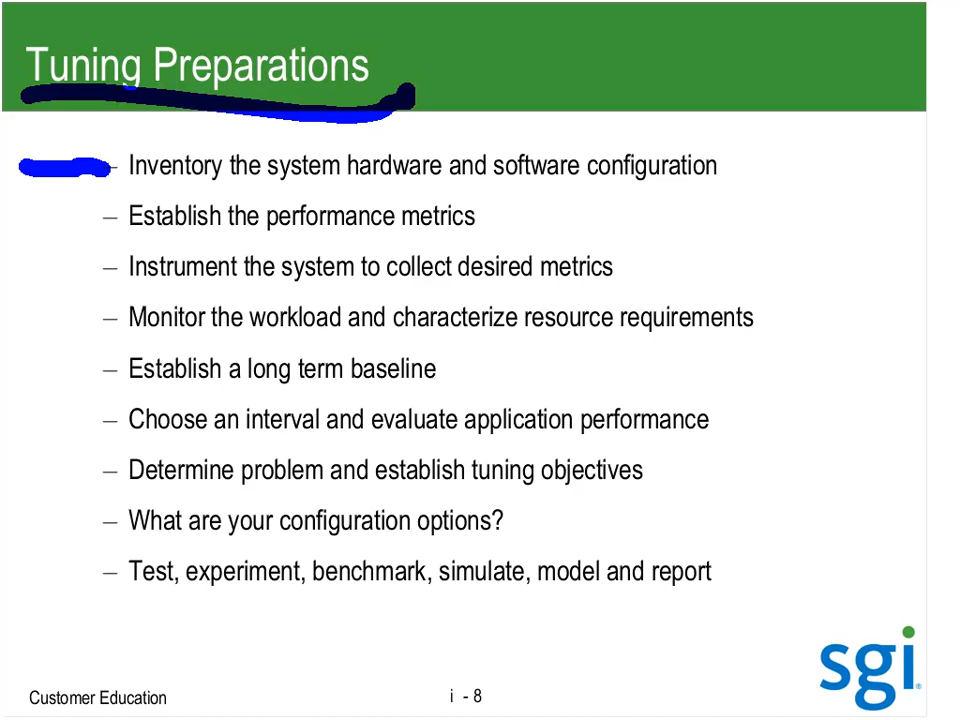 Tuning Preparations
– Inventory the system hardware and software configuration
– Establish the performance metrics
– Instrument the system to collect desired metrics
– Monitor the workload and characterize resource requirements
– Establish a long term baseline
– Choose an interval and evaluate application performance
– Determine problem and establish tuning objectives
– What are your configuration options?
– Test, experiment, benchmark, simulate, model and report
sgi®
Customer Education
i - 8